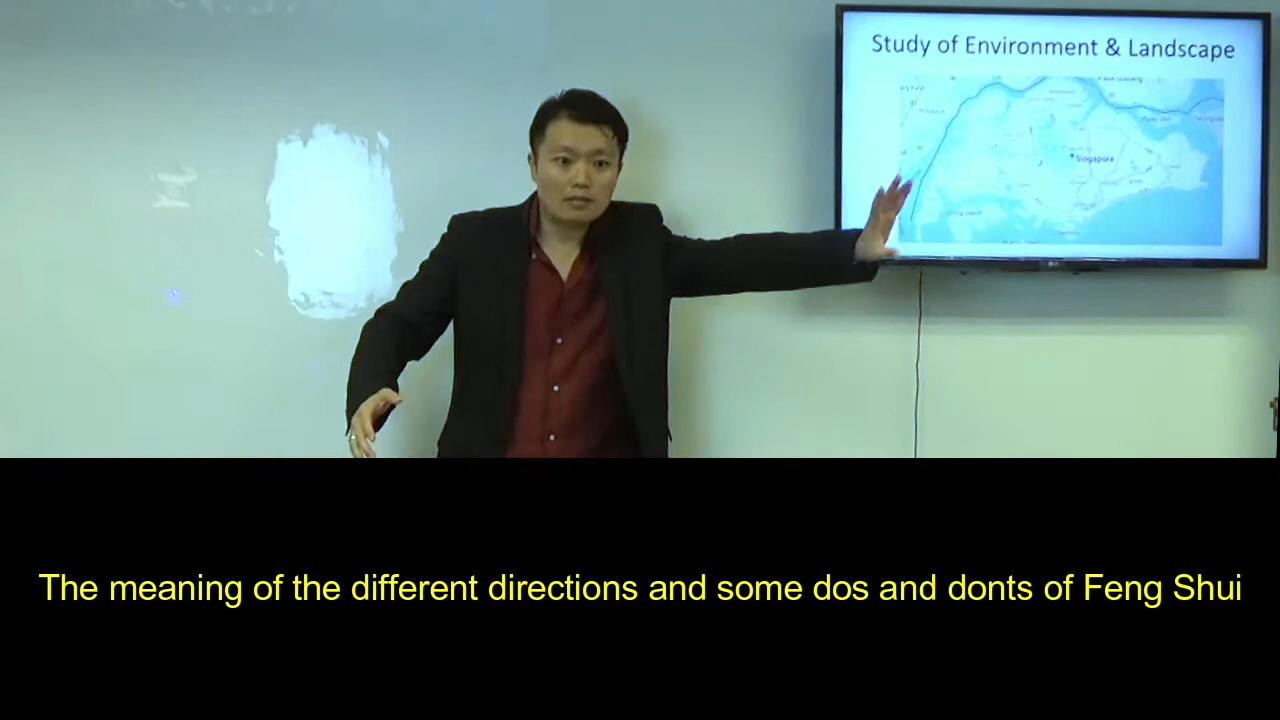 Study of Environment & Landscape
Singapore
LG
The meaning of the different directions and some dos and donts of Feng Shui